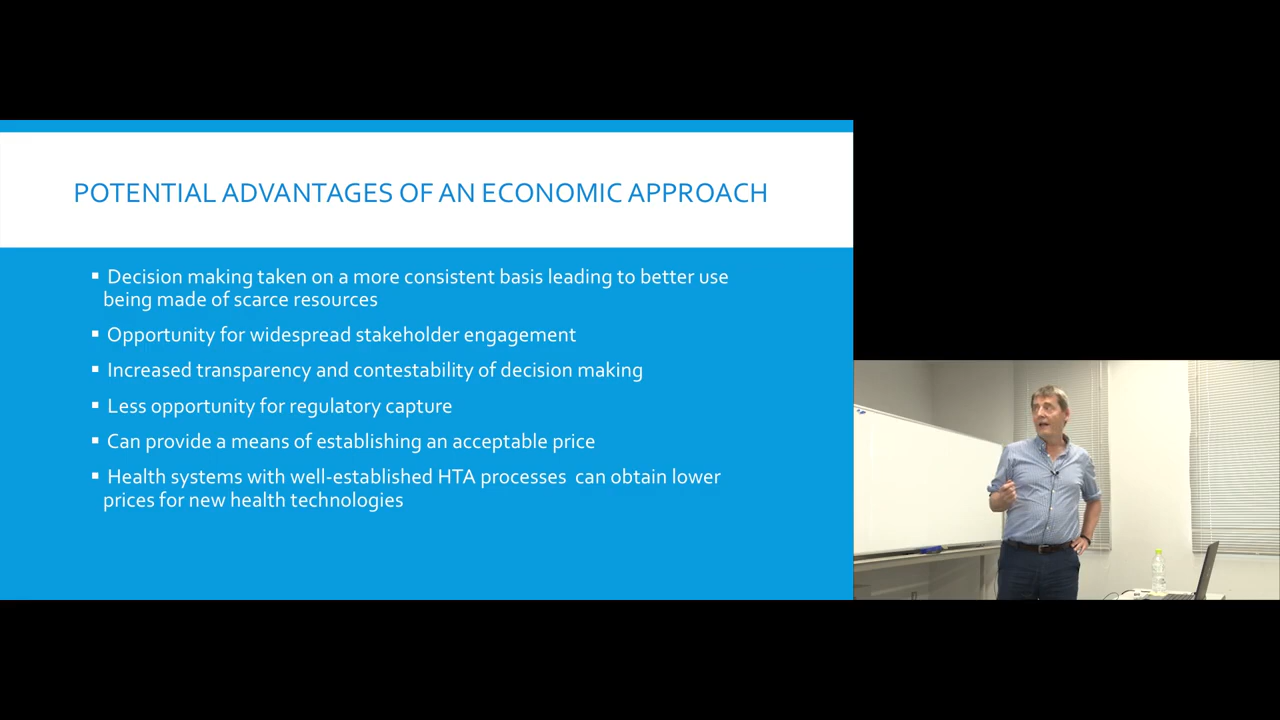 POTENTIAL ADVANTAGES OF AN ECONOMIC APPROACH
▪ Decision making taken on a more consistent basis leading to better use
being made of scarce resources
▪ Opportunity for widespread stakeholder engagement
▪ Increased transparency and contestability of decision making
▪ Less opportunity for regulatory capture
▪ Can provide a means of establishing an acceptable price
▪ Health systems with well-established HTA processes  can obtain lower
prices for new health technologies